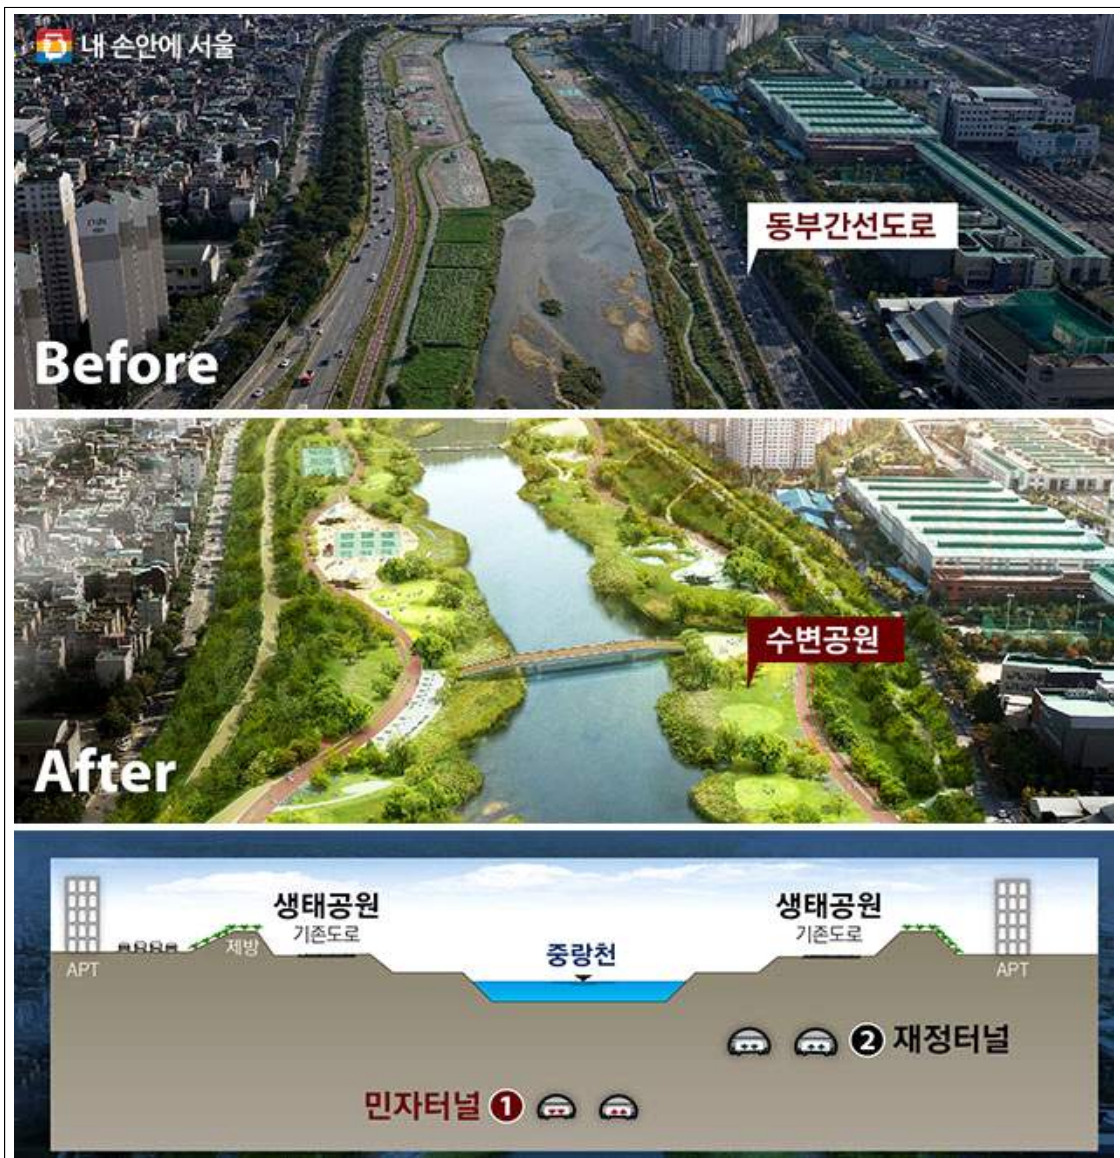 내 손안에 서울
동부간선도로
Before
수변공원
After
생태공원
기존도로
생태공원
기존도로
제방
중랑천
APT
APT
❷ 재정터널
민자터널 ❶